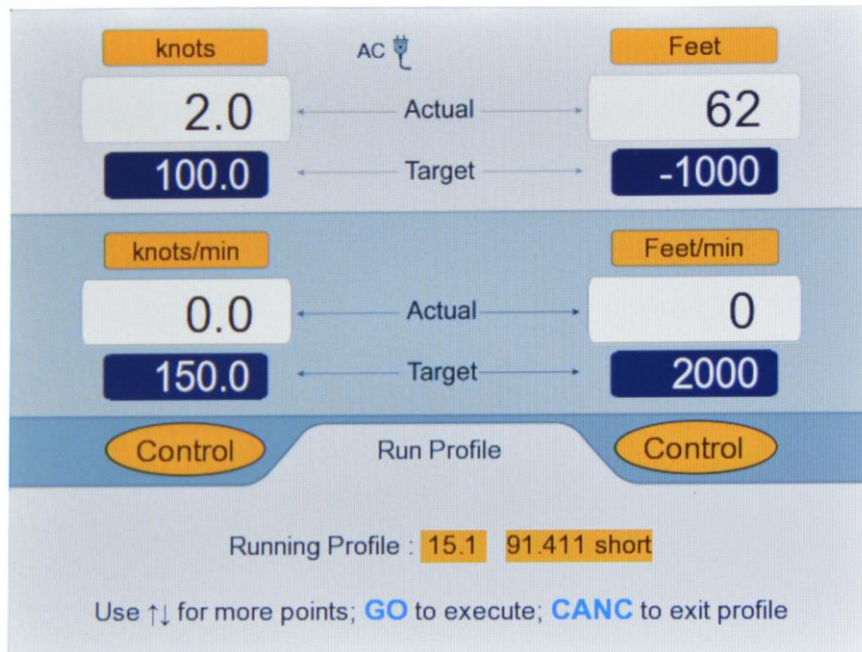 knots AC Feet
2.0 Actual 62
100.0 Target -1000
knots/min Feet/min
0.0 Actual 0
150.0 Target 2000
Control Run Profile Control
Running Profile : 15.1 91.411 short
Use ↑↓ for more points; GO to execute; CANC to exit profile